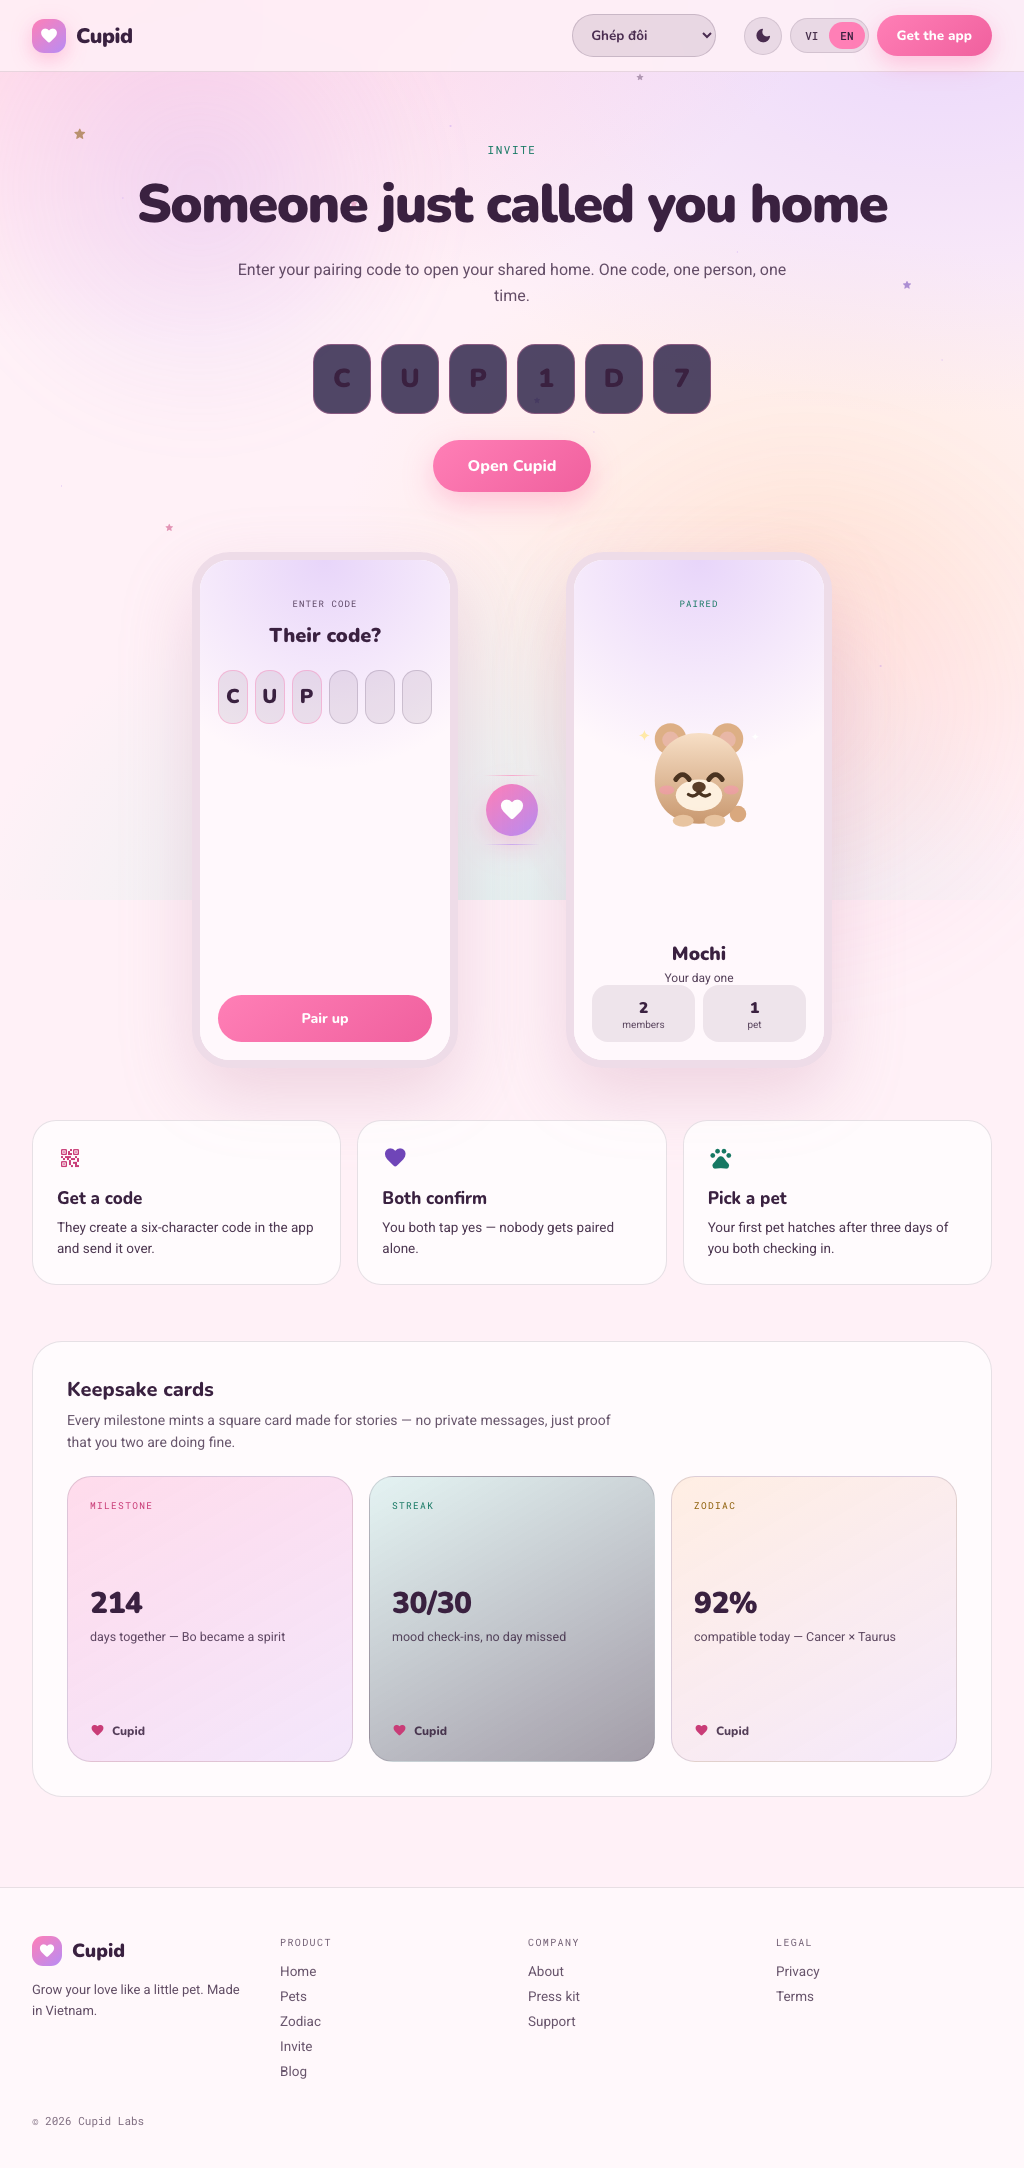 Cupid
Ghép đôi
VI
EN
Get the app
INVITE
Someone just called you home
Enter your pairing code to open your shared home. One code, one person, one
time.
C U P 1 D 7
Open Cupid
ENTER CODE
Their code?
C U P
Pair up
PAIRED
Mochi
Your day one
2
members
1
pet
Get a code
They create a six-character code in the app
and send it over.
Both confirm
You both tap yes — nobody gets paired
alone.
Pick a pet
Your first pet hatches after three days of
you both checking in.
Keepsake cards
Every milestone mints a square card made for stories — no private messages, just proof
that you two are doing fine.
MILESTONE
214
days together — Bo became a spirit
Cupid
STREAK
30/30
mood check-ins, no day missed
Cupid
ZODIAC
92%
compatible today — Cancer × Taurus
Cupid
Cupid
Grow your love like a little pet. Made
in Vietnam.
PRODUCT
Home
Pets
Zodiac
Invite
Blog
COMPANY
About
Press kit
Support
LEGAL
Privacy
Terms
© 2026 Cupid Labs